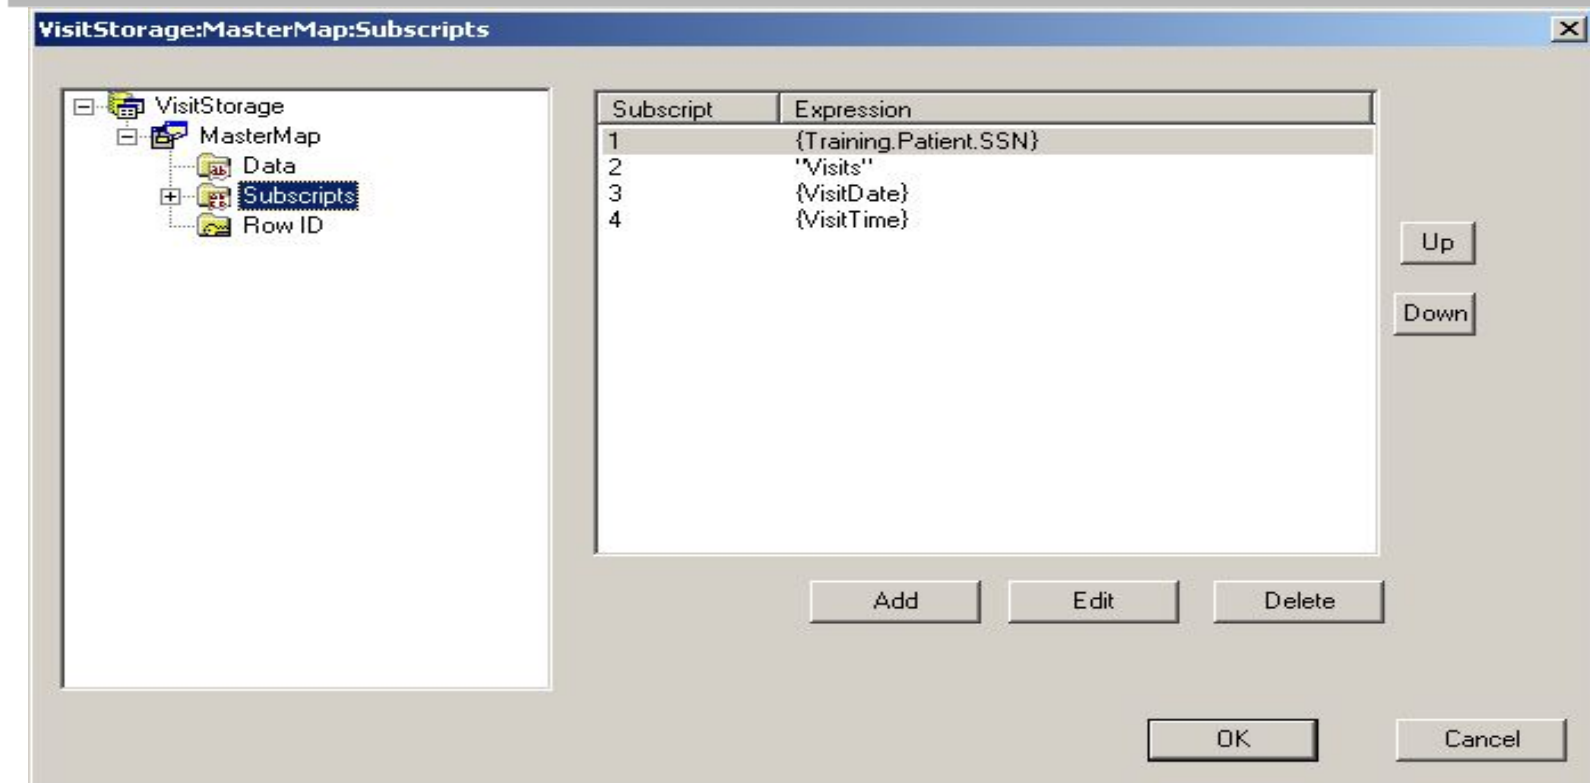 VisitStorage:MasterMap:Subscripts
VisitStorage
MasterMap
Data
Subscripts
Row ID
Subscript Expression
1 {Training.Patient.SSN}
2 "Visits"
3 {VisitDate}
4 {VisitTime}
Up
Down
Add Edit Delete
OK Cancel